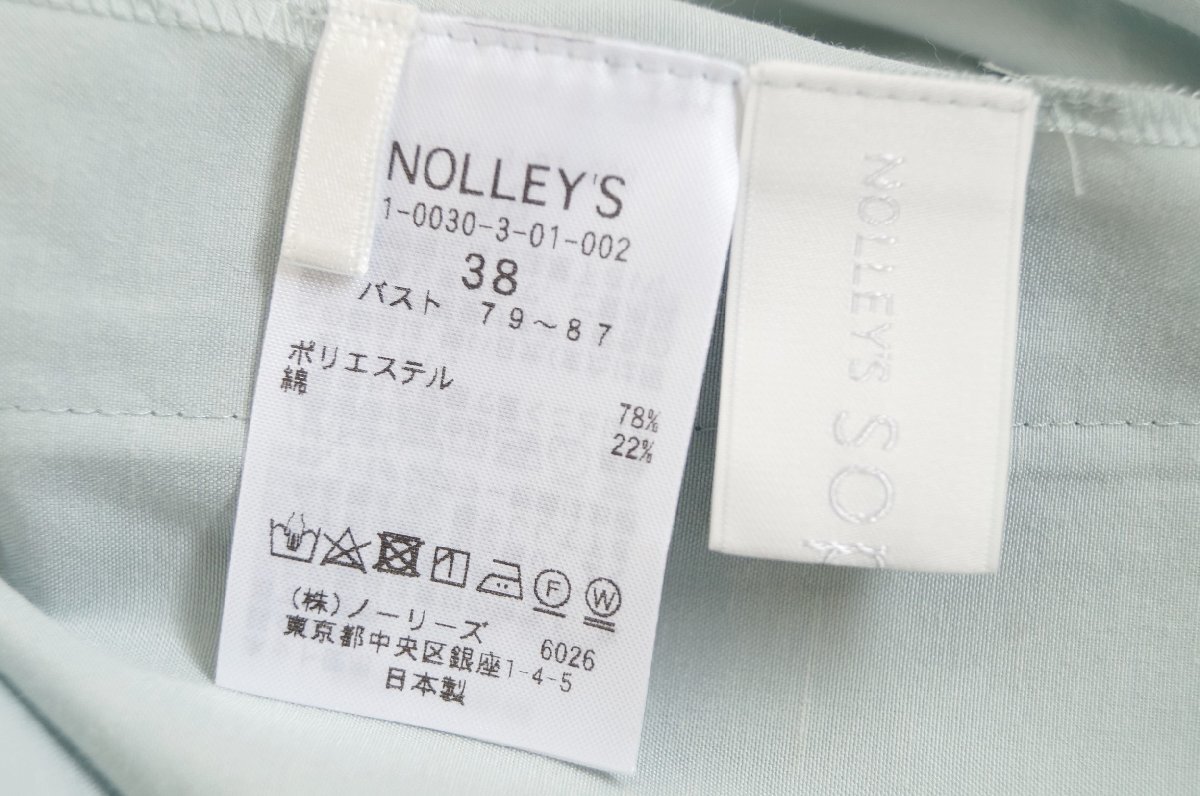 NOLLEY'S
1-0030-3-01-002
38
バスト 79～87
ポリエステル 78%
綿 22%
F W
(株)ノーリーズ 6026
東京都中央区銀座1-4-5
日本製
NOLLEY'S SO